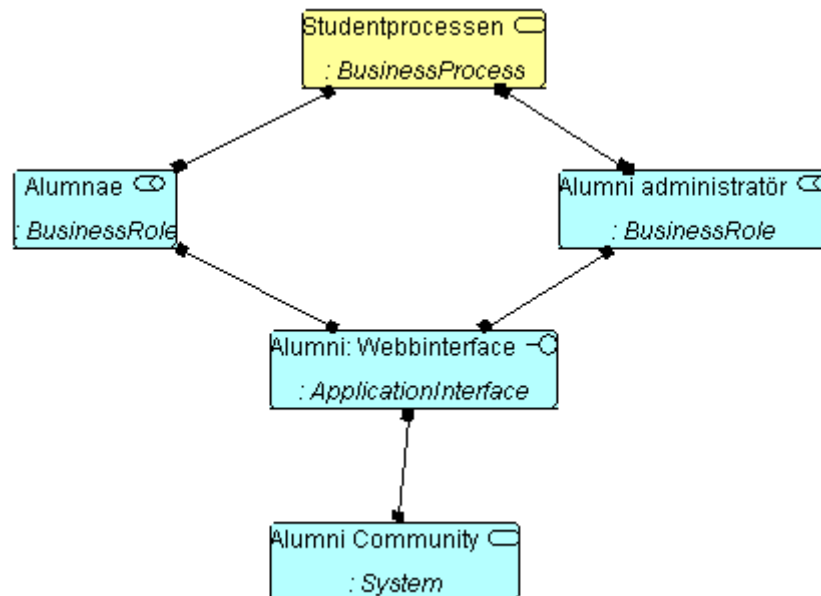 Studentprocessen
: BusinessProcess
Alumnae
: BusinessRole
Alumni administratör
: BusinessRole
Alumni: Webbinterface
: ApplicationInterface
Alumni Community
: System